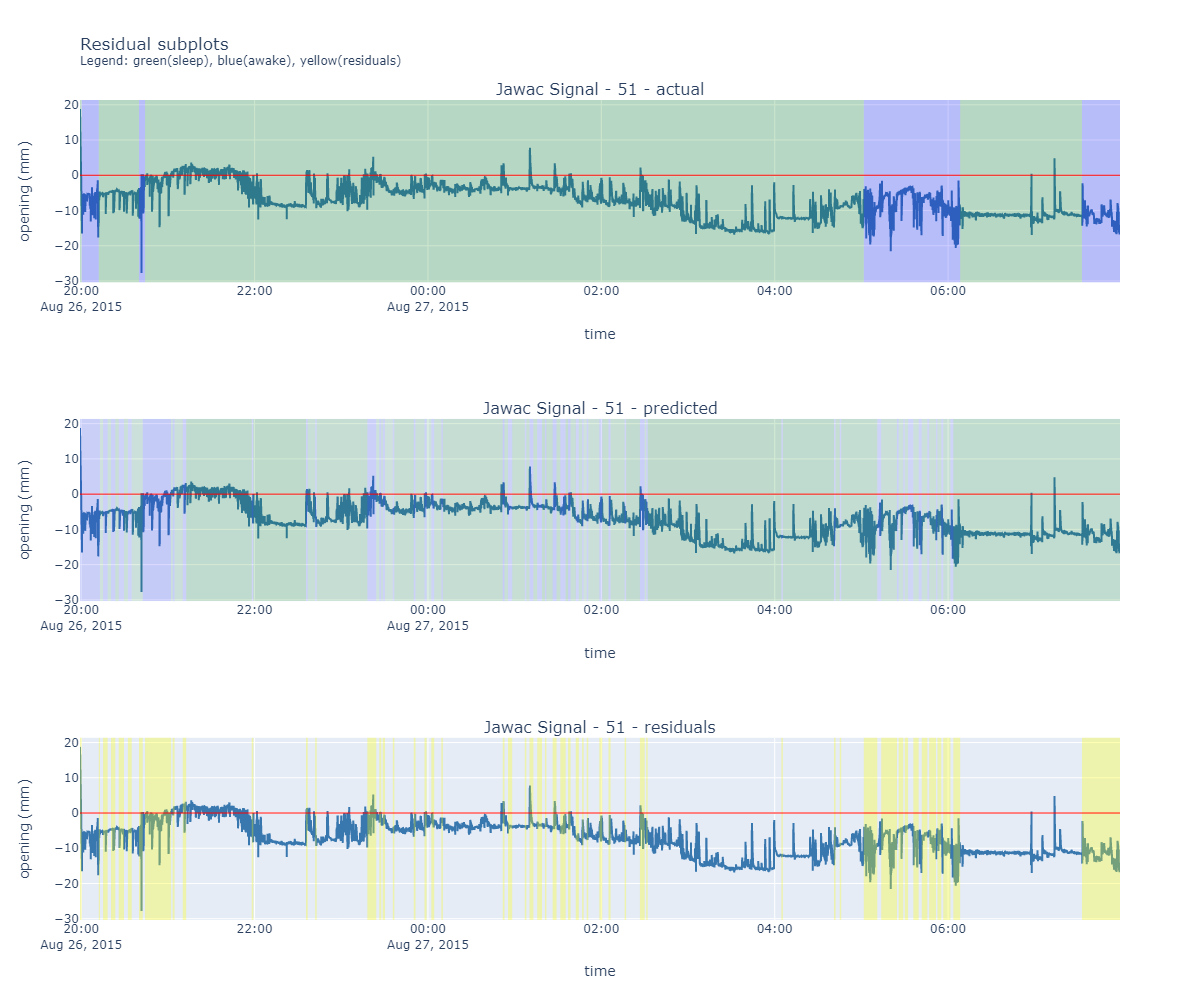 Residual subplots
Legend: green(sleep), blue(awake), yellow(residuals)
Jawac Signal - 51 - actual
20
10
0
−10
−20
−30
opening (mm)
20:00 22:00 00:00 02:00 04:00 06:00
Aug 26, 2015 Aug 27, 2015
time
Jawac Signal - 51 - predicted
20
10
0
−10
−20
−30
opening (mm)
20:00 22:00 00:00 02:00 04:00 06:00
Aug 26, 2015 Aug 27, 2015
time
Jawac Signal - 51 - residuals
20
10
0
−10
−20
−30
opening (mm)
20:00 22:00 00:00 02:00 04:00 06:00
Aug 26, 2015 Aug 27, 2015
time